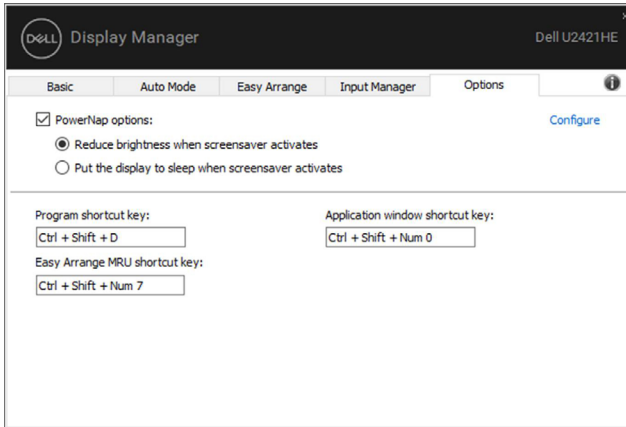 DELL Display Manager
Dell U2421HE
Basic Auto Mode Easy Arrange Input Manager Options
PowerNap options:
Configure
Reduce brightness when screensaver activates
Put the display to sleep when screensaver activates
Program shortcut key:
Application window shortcut key:
Ctrl + Shift + D
Ctrl + Shift + Num 0
Easy Arrange MRU shortcut key:
Ctrl + Shift + Num 7